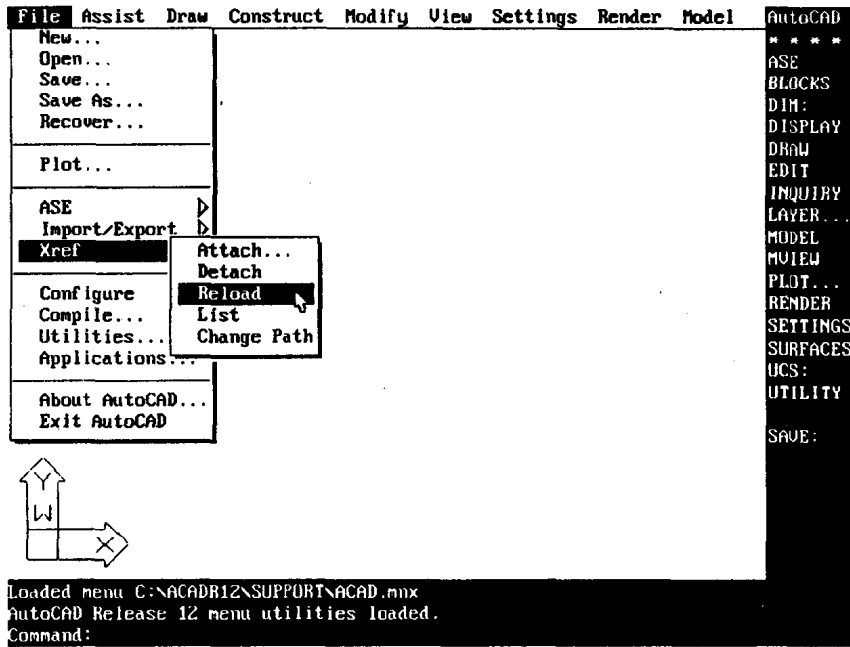 File Assist Draw Construct Modify View Settings Render Model
New...
Open...
Save...
Save As...
Recover...
Plot...
ASE
Import/Export
Xref
Configure
Compile...
Utilities...
Applications...
About AutoCAD...
Exit AutoCAD
Attach...
Detach
Reload
List
Change Path
AutoCAD
* * * *
ASE
BLOCKS
DIM:
DISPLAY
DRAW
EDIT
INQUIRY
LAYER...
MODEL
MVIEW
PLOT...
RENDER
SETTINGS
SURFACES
UCS:
UTILITY
SAVE:
Y
W
X
Loaded menu C:\ACADR12\SUPPORT\ACAD.mnx
AutoCAD Release 12 menu utilities loaded.
Command: